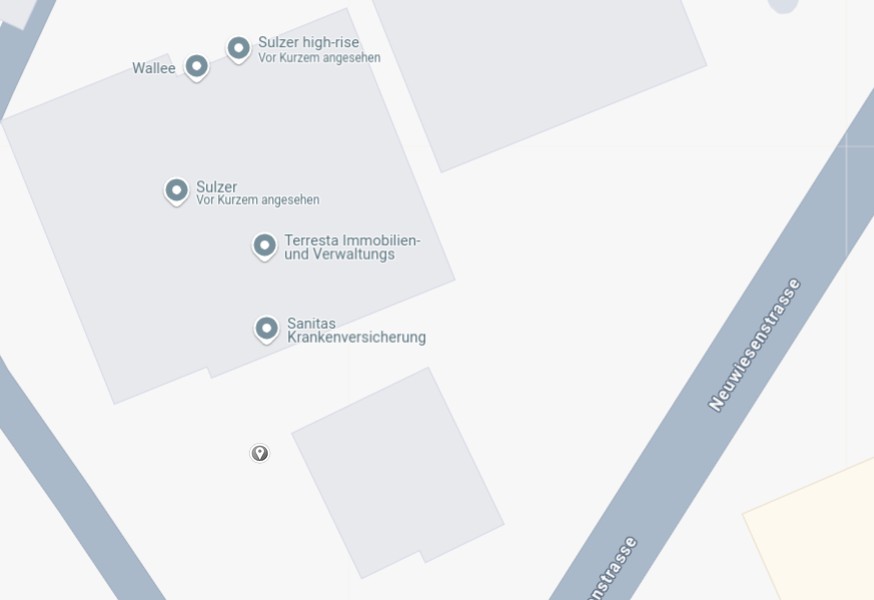 Sulzer high-rise
Vor Kurzem angesehen
Wallee
Sulzer
Vor Kurzem angesehen
Terresta Immobilien-
und Verwaltungs
Sanitas
Krankenversicherung
Neuwiesenstrasse
nstrasse